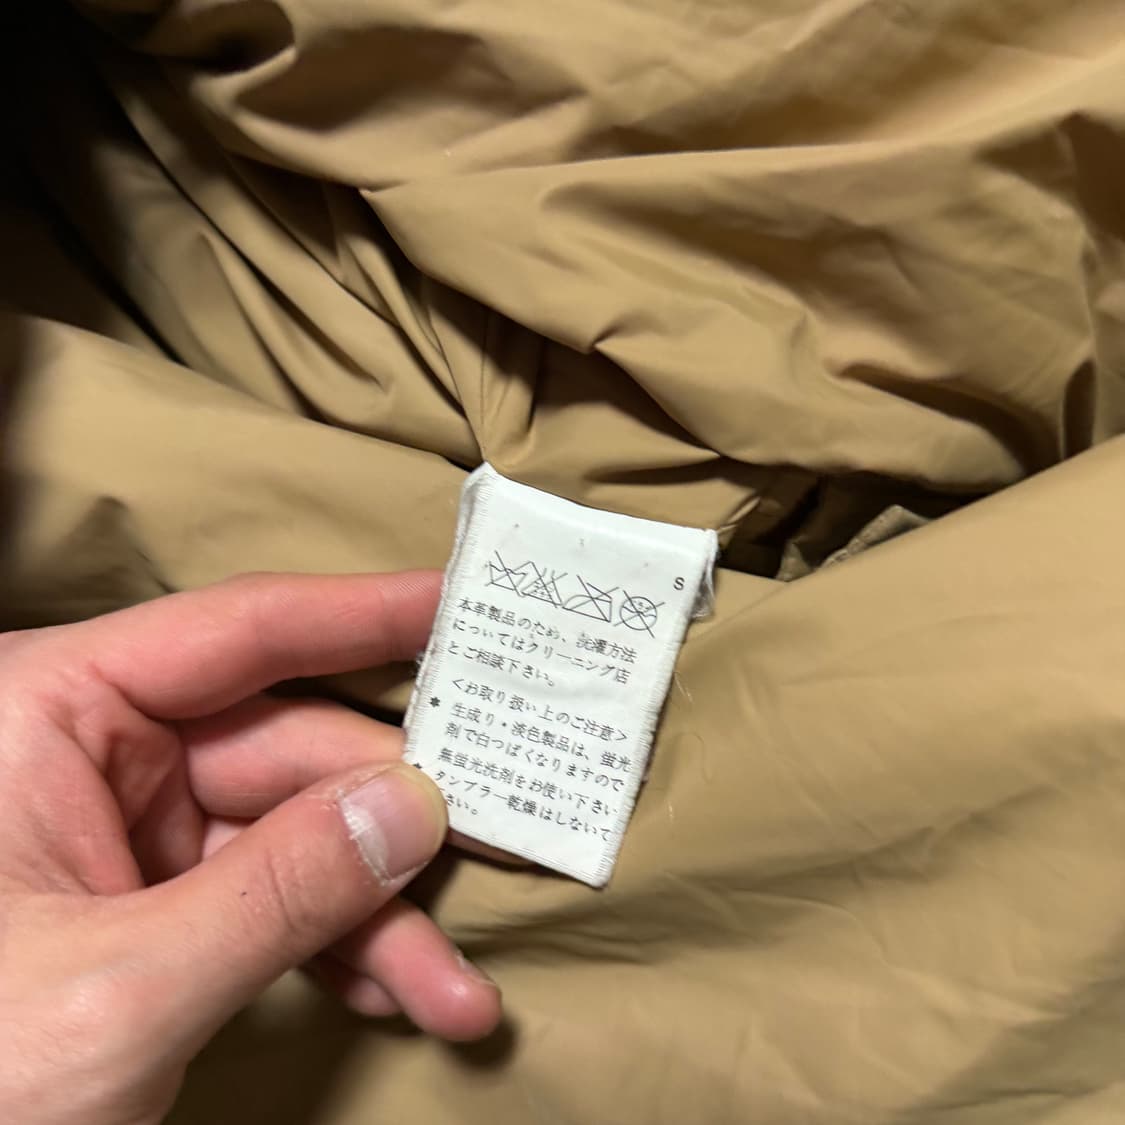 S
本革製品のため、洗濯方法
についてはクリーニング店
とご相談下さい。
<お取り扱い上のご注意>
* 生成り・淡色製品は、蛍光
剤で白っぱくなりますので
無蛍光洗剤をお使い下さい
* タンブラー乾燥はしないて
さい。